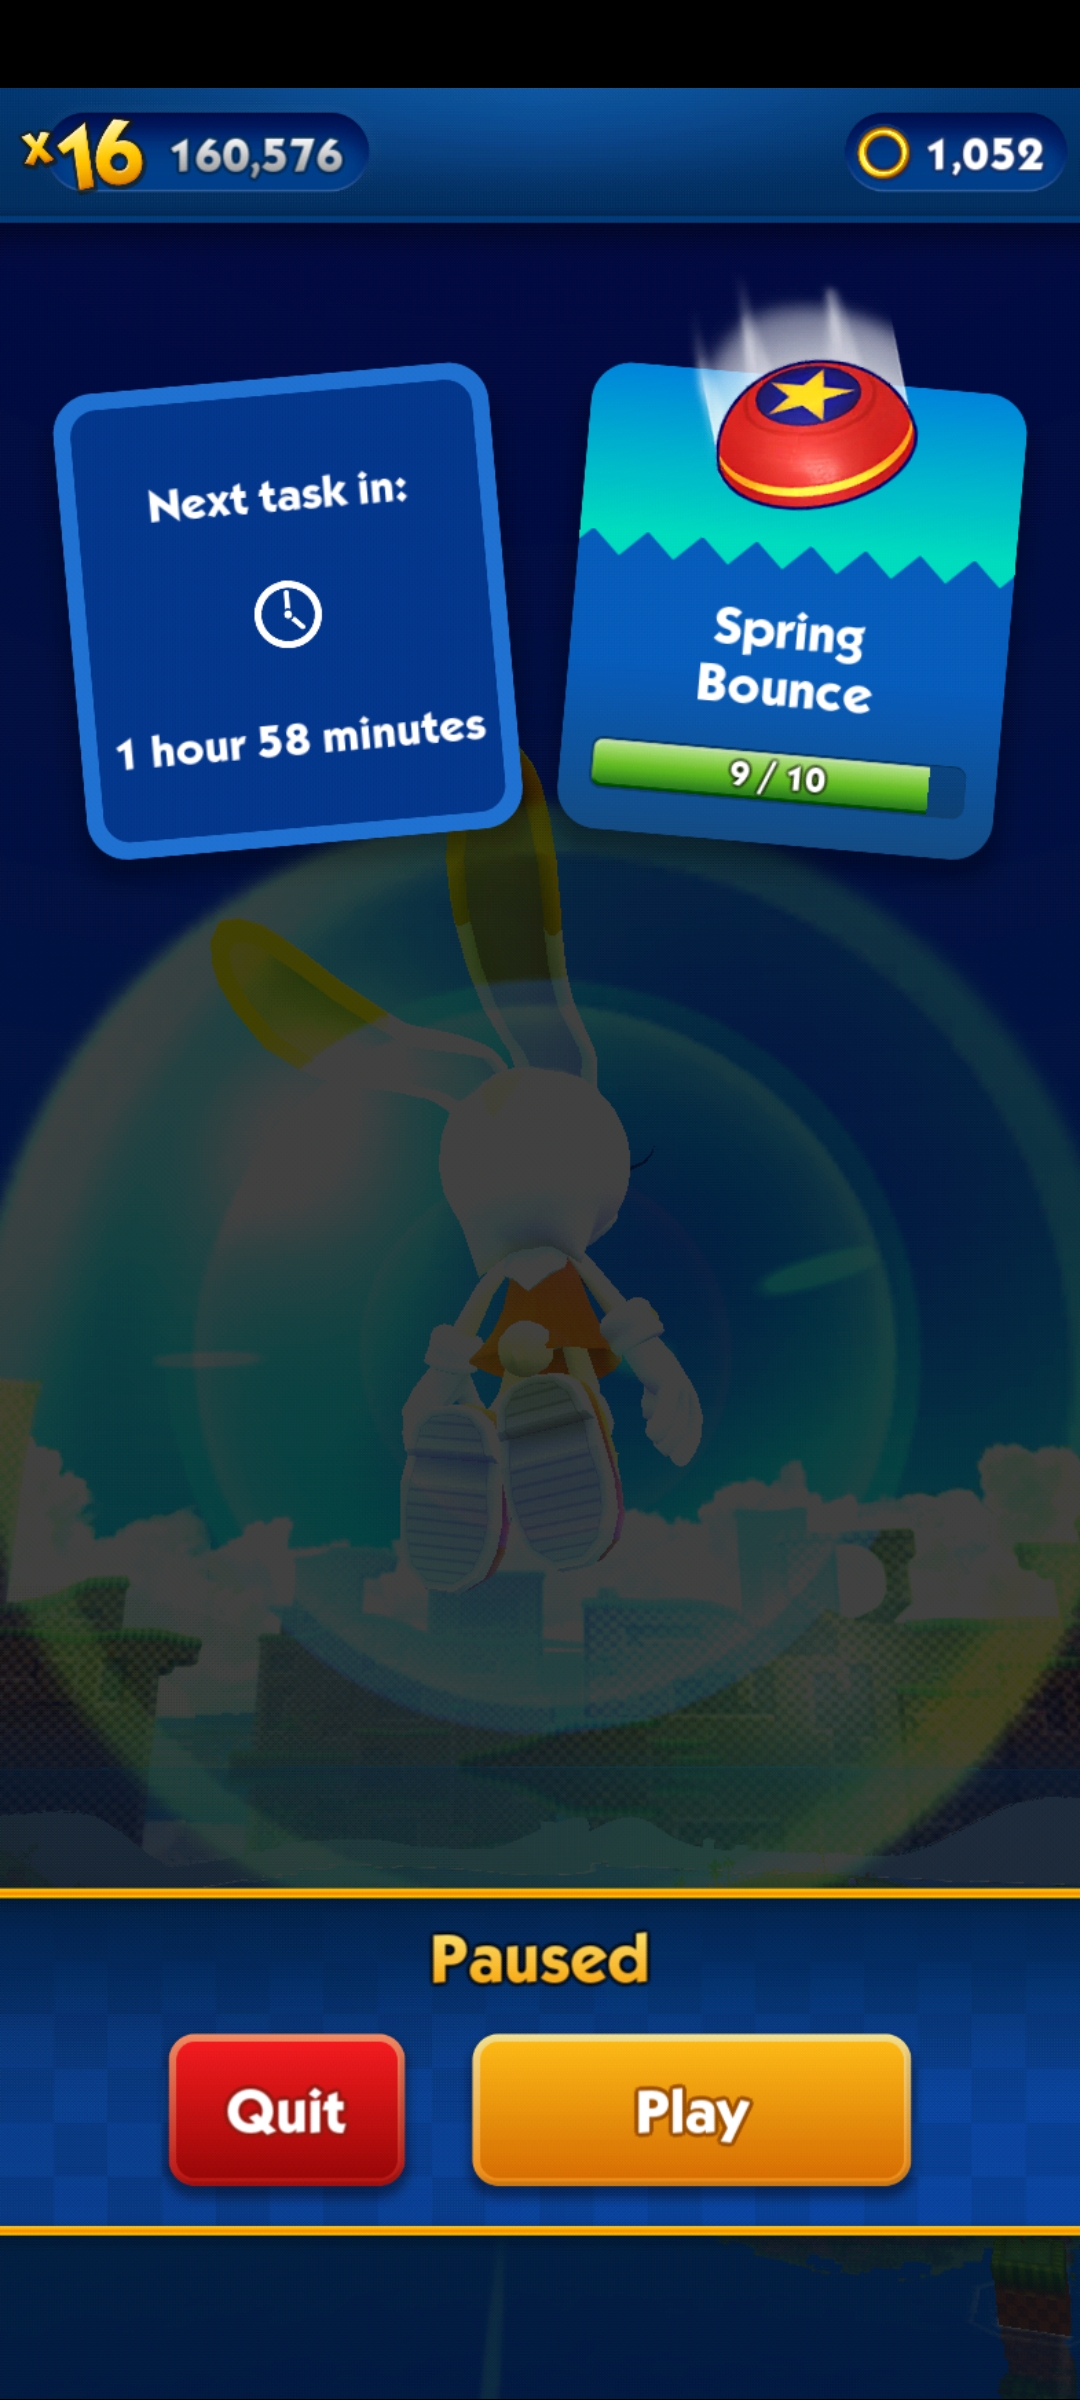 x16 160,576
1,052
Next task in:
1 hour 58 minutes
Spring
Bounce
9 / 10
Paused
Quit
Play